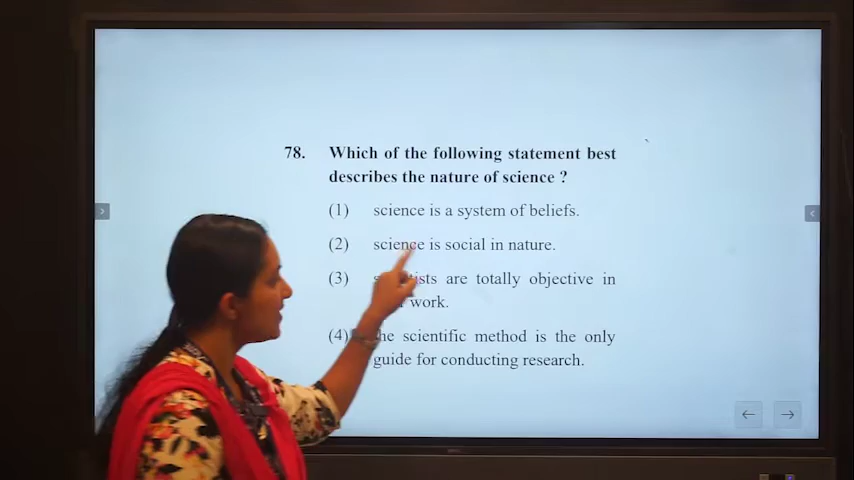 78. Which of the following statement best
describes the nature of science ?
(1) science is a system of beliefs.
(2) science is social in nature.
(3) are totally objective in
work.
(4) scientific method is the only
guide for conducting research.